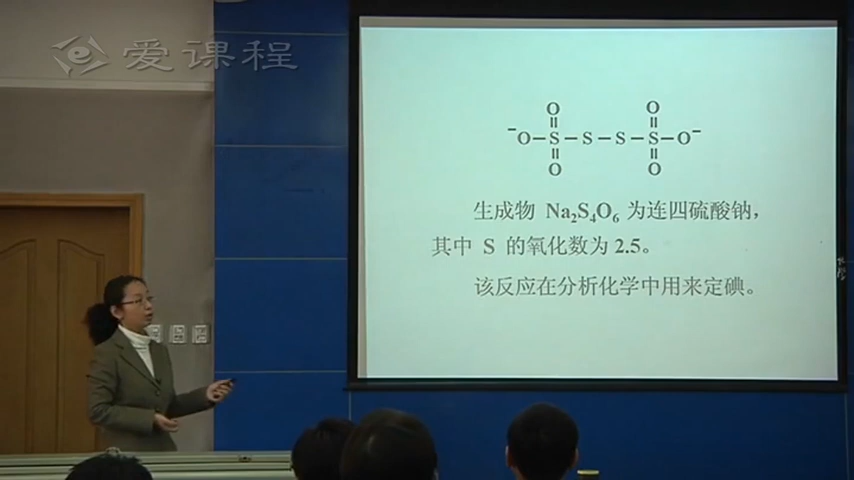 爱课程
O O
‖ ‖
⁻O－S－S－S－S－O⁻
‖ ‖
O O
生成物 Na₂S₄O₆ 为连四硫酸钠，
其中 S 的氧化数为 2.5。
该反应在分析化学中用来定碘。